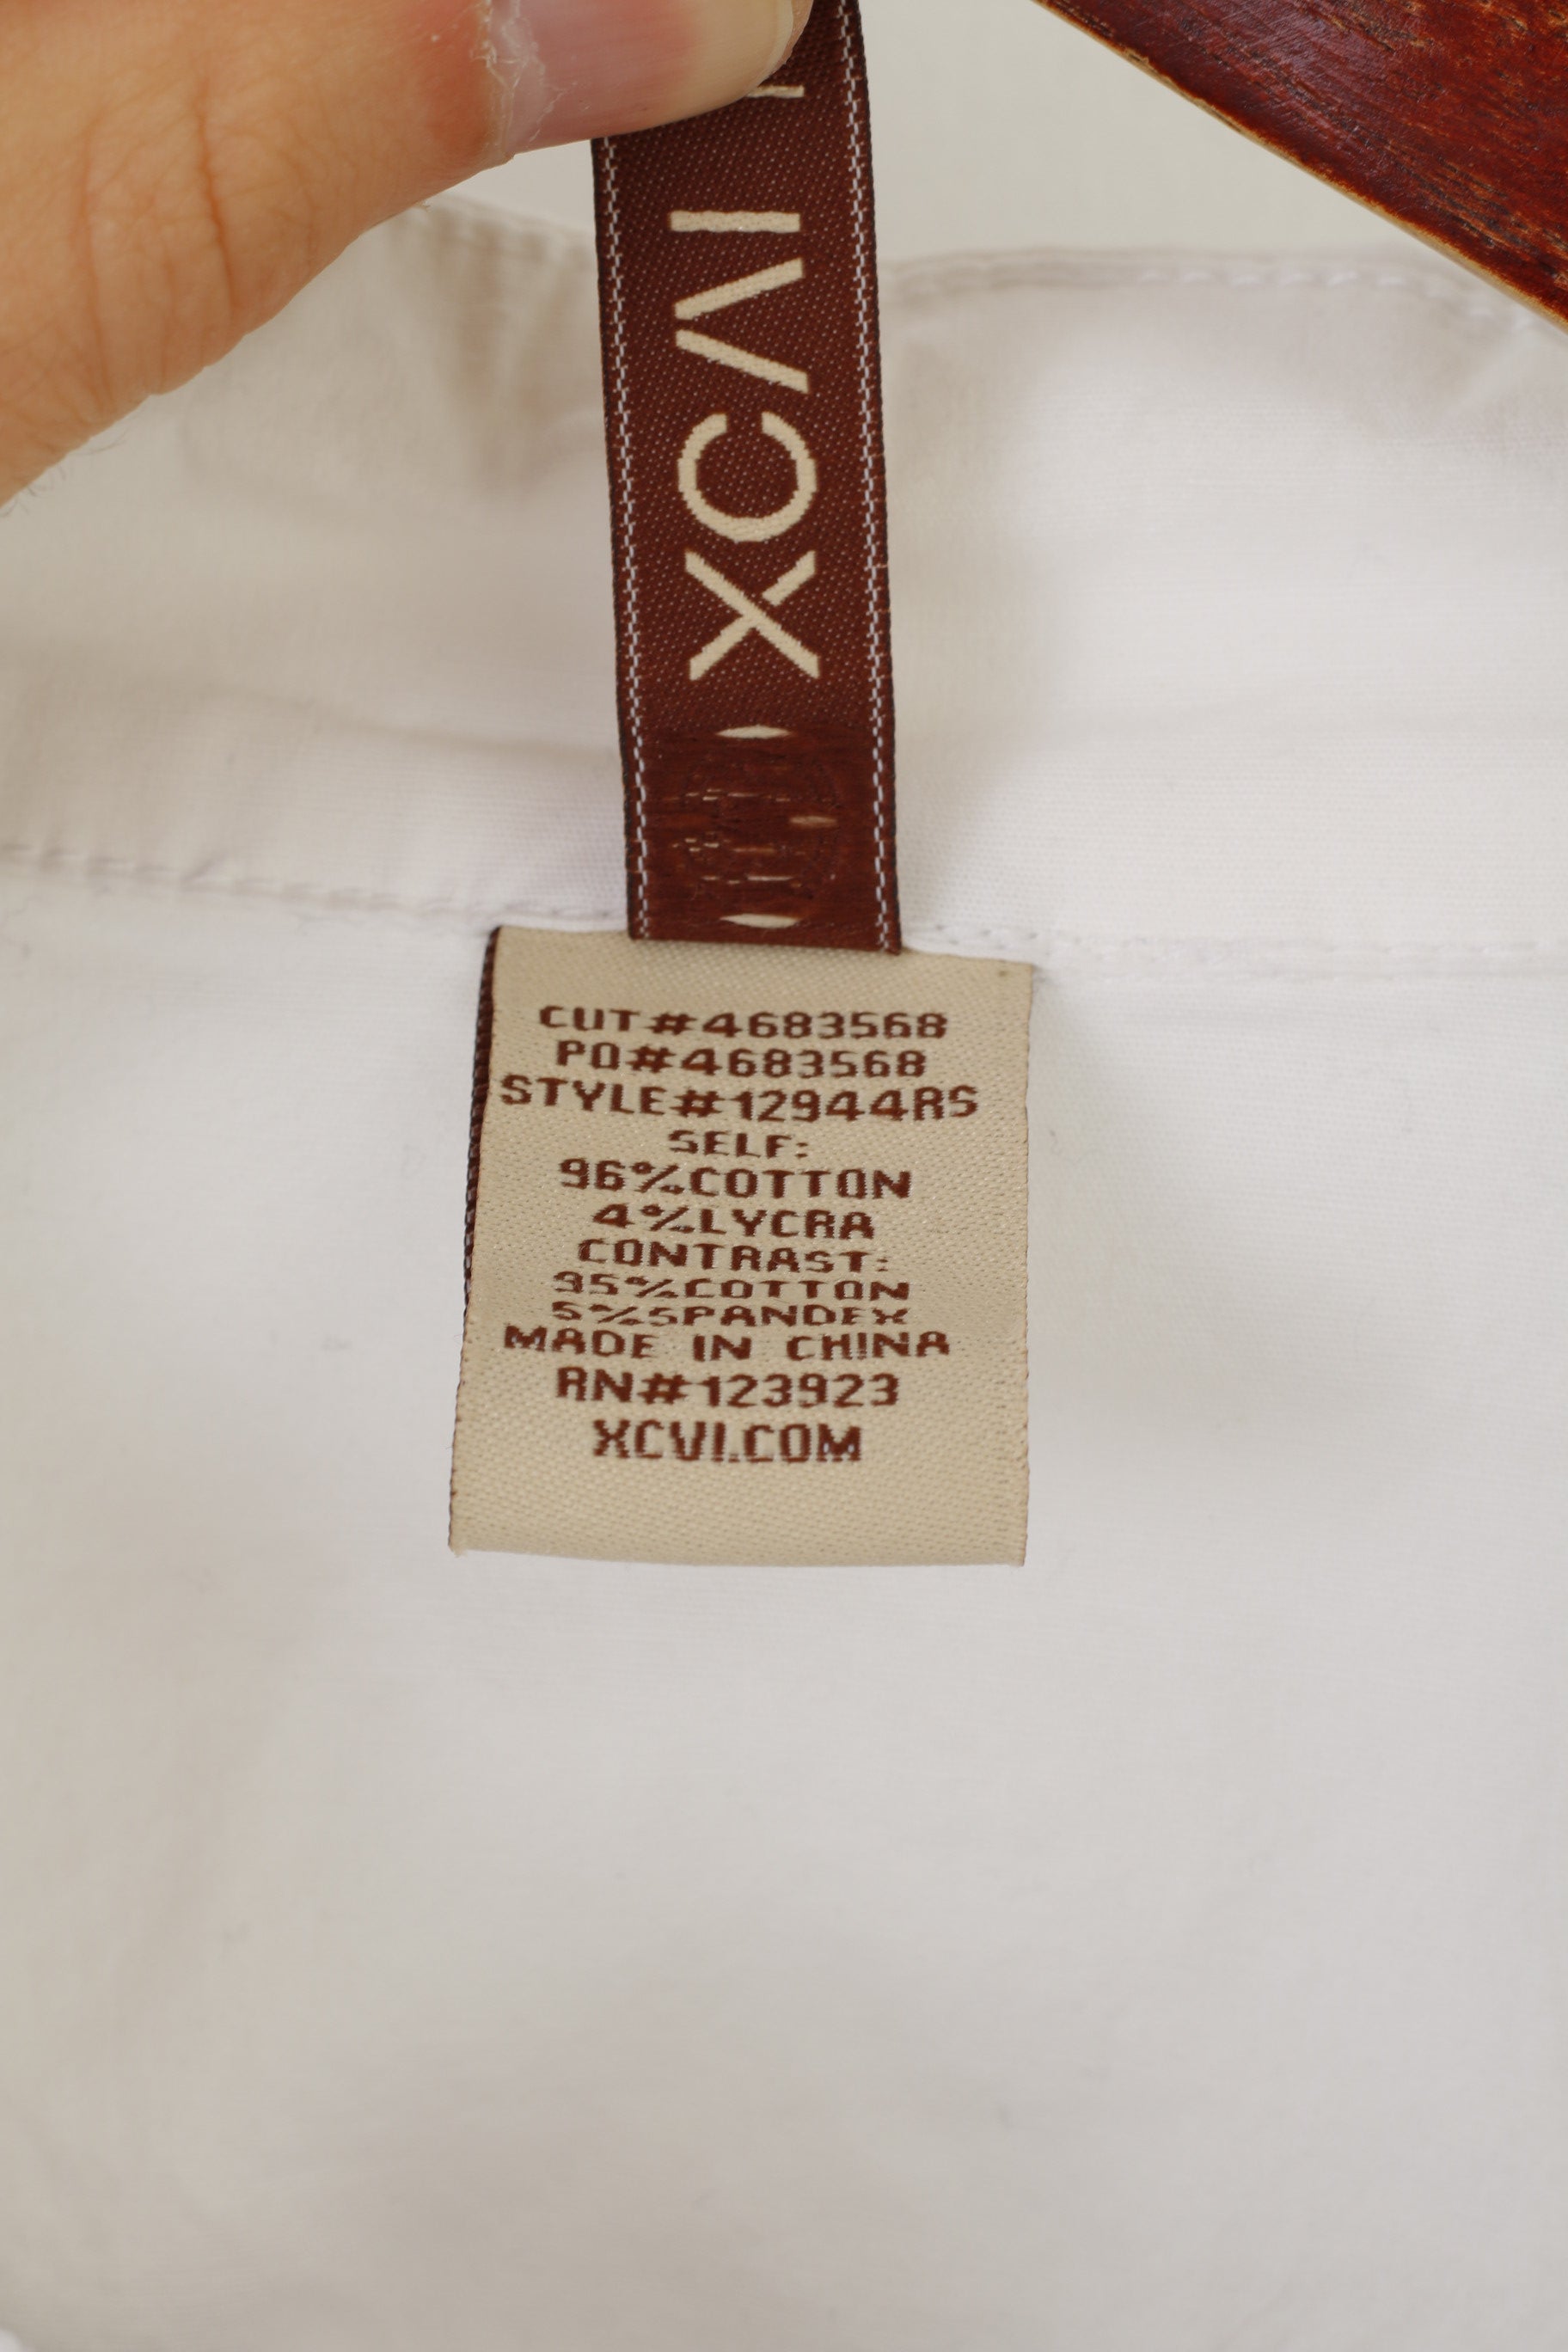 XCVI
CUT#4683568
PO#4683568
STYLE#12944RS
SELF:
96%COTTON
4%LYCRA
CONTRAST:
95%COTTON
5%SPANDEX
MADE IN CHINA
RN#123923
XCVI.COM